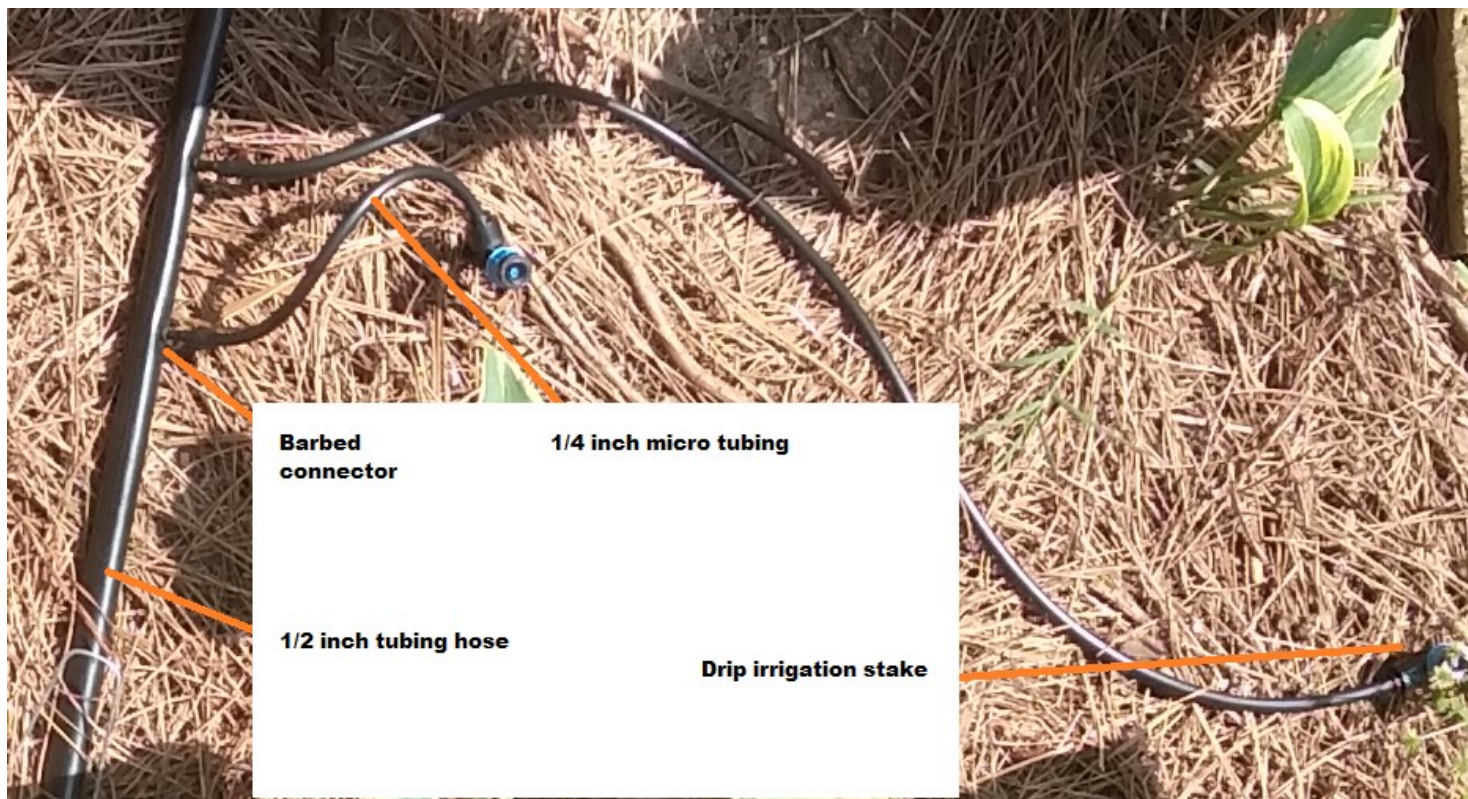 Barbed
connector
1/4 inch micro tubing
1/2 inch tubing hose
Drip irrigation stake